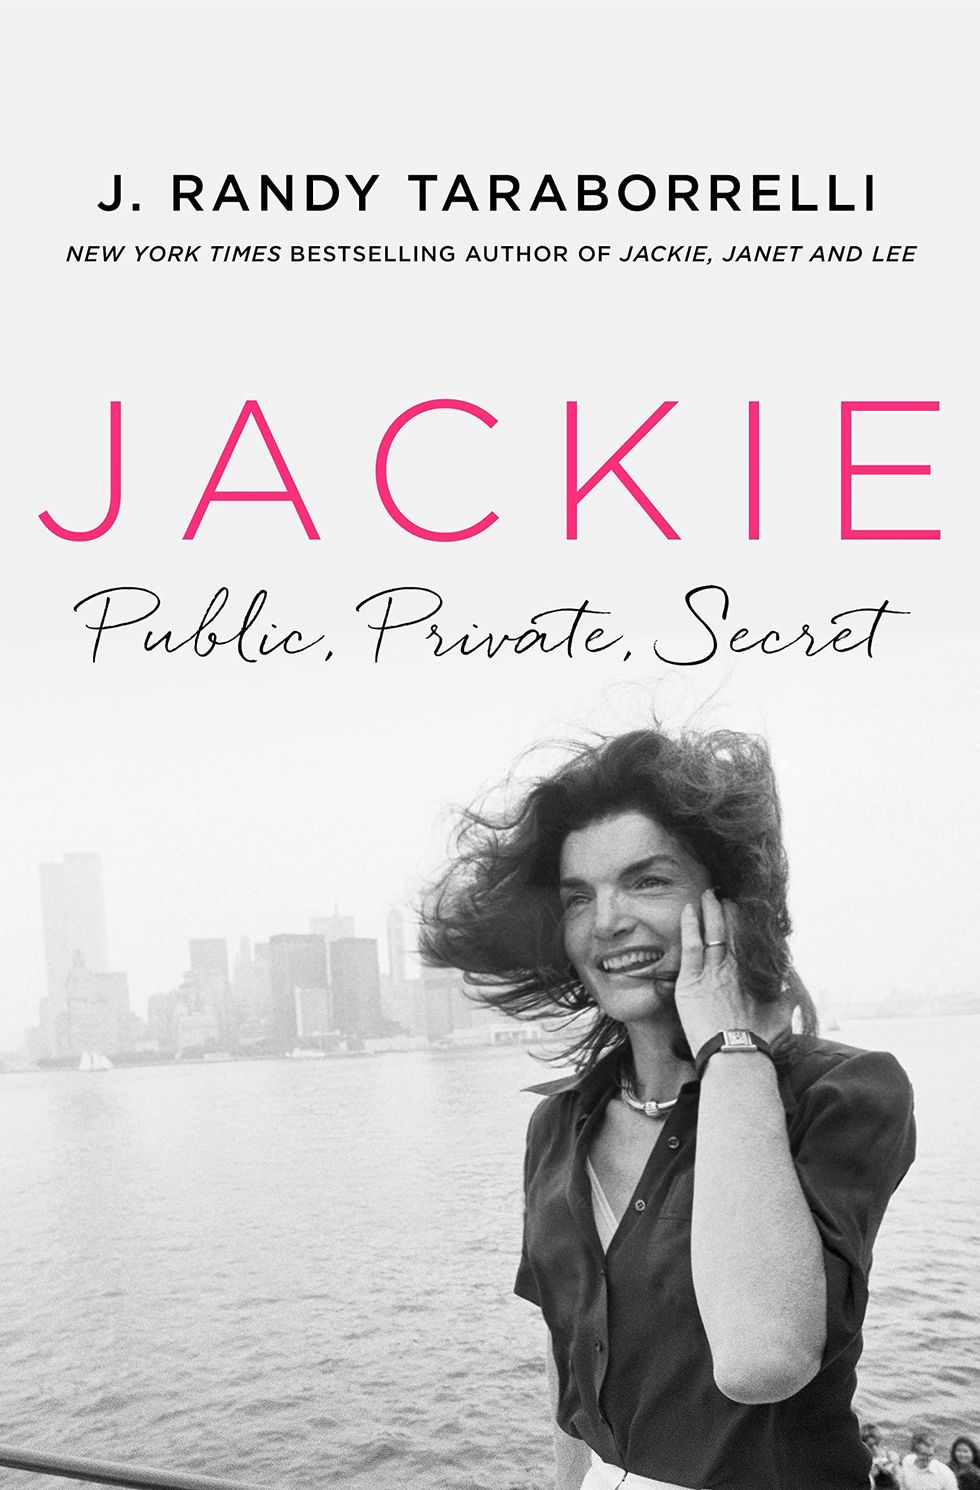 J. RANDY TARABORRELLI
NEW YORK TIMES BESTSELLING AUTHOR OF JACKIE, JANET AND LEE
JACKIE
Public, Private, Secret